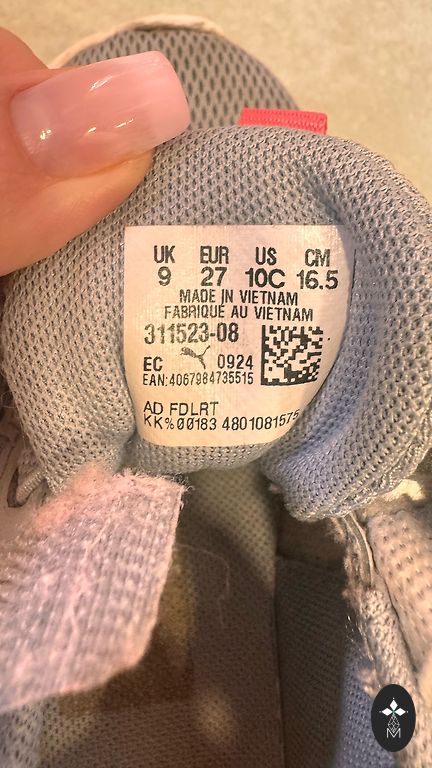 UK EUR US CM
9 27 10C 16.5
MADE IN VIETNAM
FABRIQUÉ AU VIETNAM
311523-08
EC 0924
EAN:4067984735515
AD FDLRT
KK%00183 4801081575
M